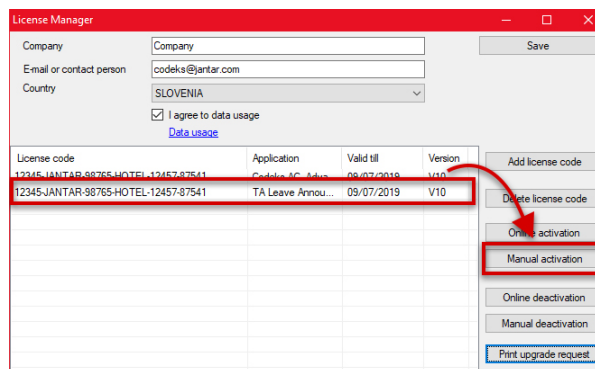 License Manager
Company
Company
Save
E-mail or contact person
codeks@jantar.com
Country
SLOVENIA
I agree to data usage
Data usage
License code Application Valid till Version
Add license code
12345-JANTAR-98765-HOTEL-12457-87541 Codeks AC, Adva... 09/07/2019 V10
12345-JANTAR-98765-HOTEL-12457-87541 TA Leave Annou... 09/07/2019 V10
Delete license code
Online activation
Manual activation
Online deactivation
Manual deactivation
Print upgrade request